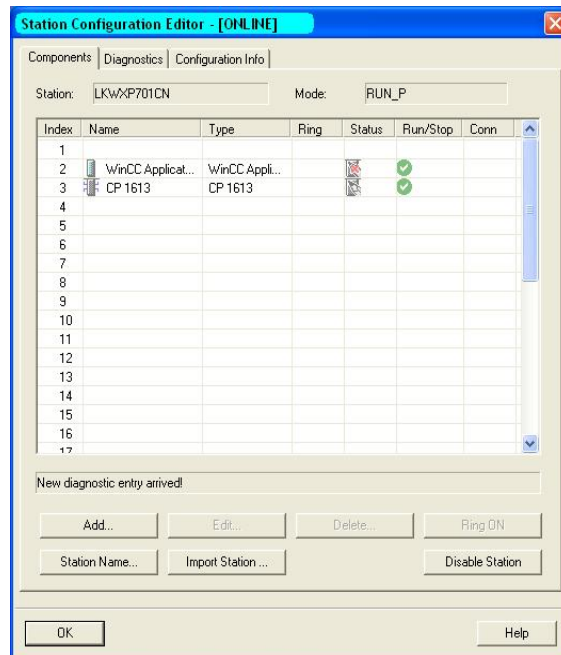 Station Configuration Editor - [ONLINE]
Components Diagnostics Configuration Info
Station: LKWXP701CN Mode: RUN_P
Index Name Type Ring Status Run/Stop Conn
1
2 WinCC Applicat... WinCC Appli...
3 CP 1613 CP 1613
4
5
6
7
8
9
10
11
12
13
14
15
16
17
New diagnostic entry arrived!
Add... Edit... Delete... Ring ON
Station Name... Import Station ... Disable Station
OK Help